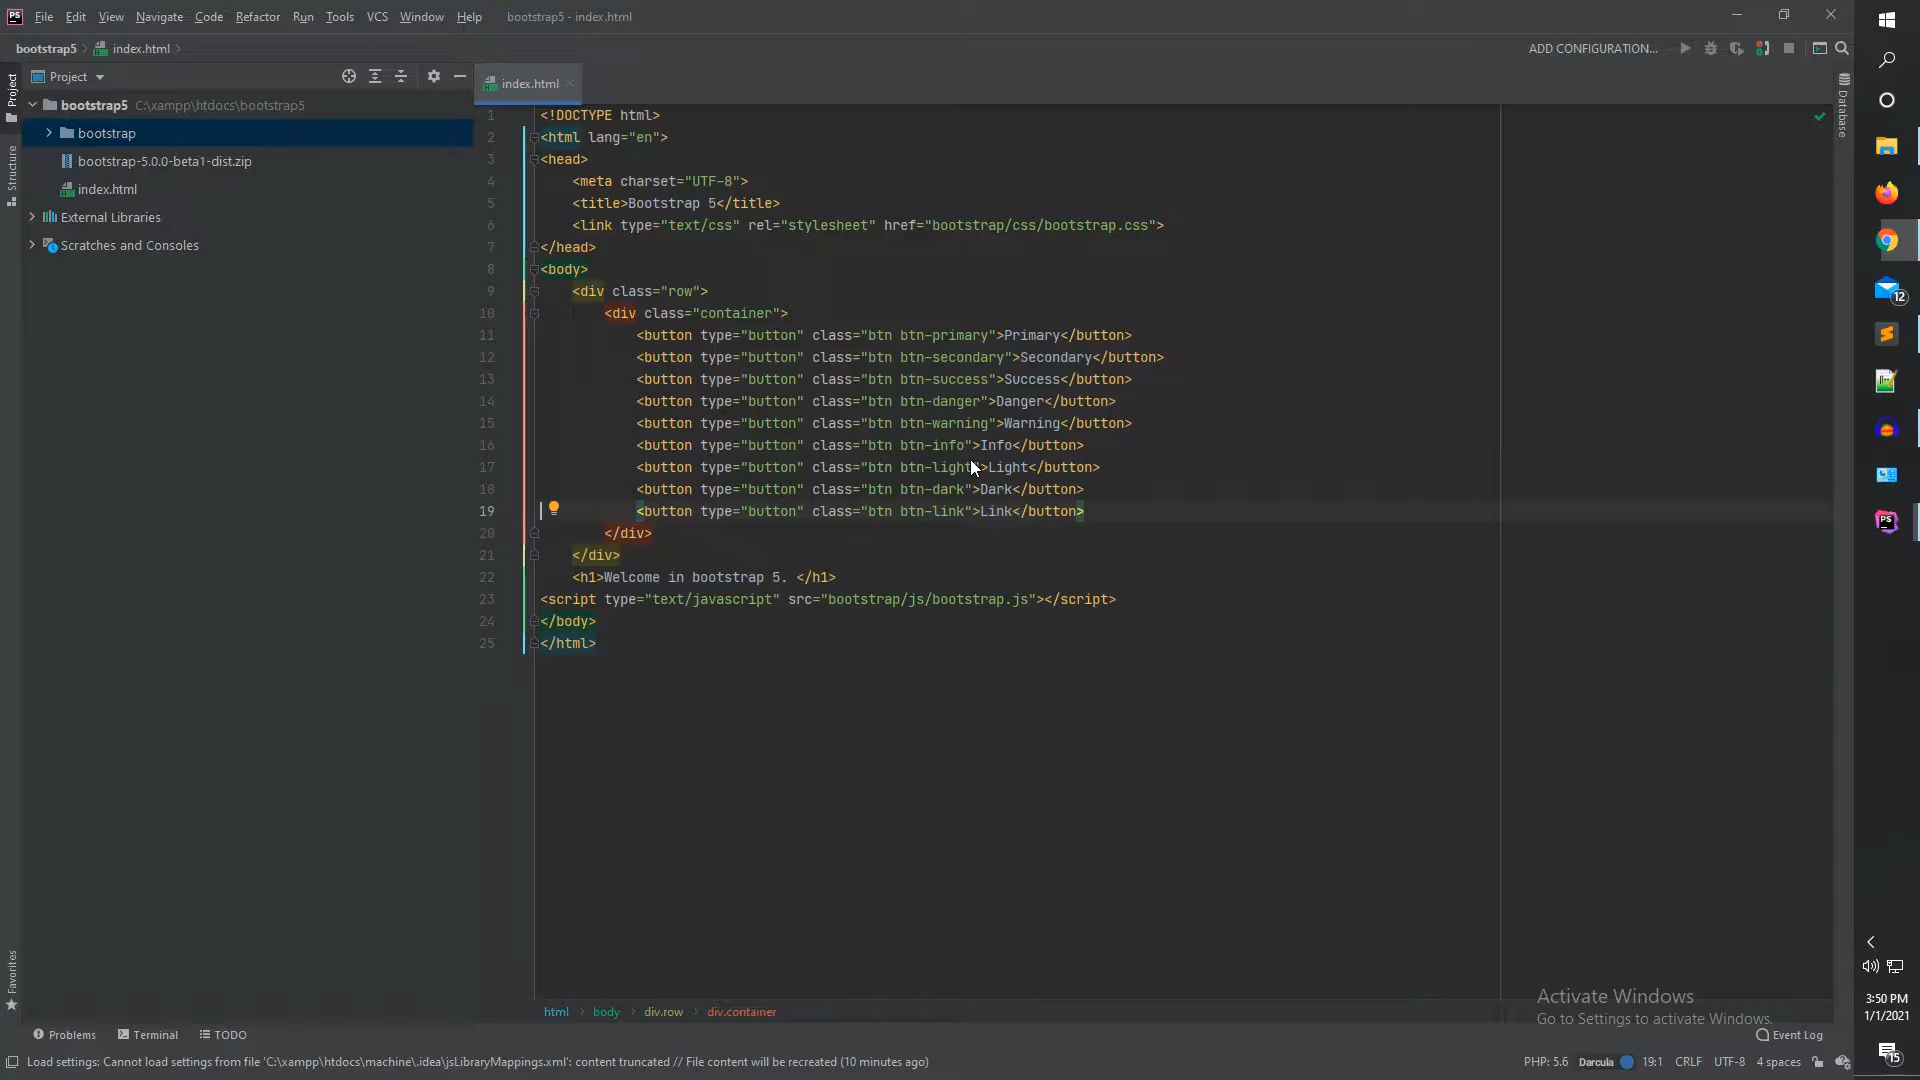 PS File Edit View Navigate Code Refactor Run Tools VCS Window Help bootstrap5 - index.html
bootstrap5 index.html ADD CONFIGURATION...
Project
index.html
bootstrap5 C:\xampp\htdocs\bootstrap5
bootstrap
bootstrap-5.0.0-beta1-dist.zip
index.html
External Libraries
Scratches and Consoles
Project
Structure
Favorites
Database
1 <!DOCTYPE html>
2 <html lang="en">
3 <head>
4 <meta charset="UTF-8">
5 <title>Bootstrap 5</title>
6 <link type="text/css" rel="stylesheet" href="bootstrap/css/bootstrap.css">
7 </head>
8 <body>
9 <div class="row">
10 <div class="container">
11 <button type="button" class="btn btn-primary">Primary</button>
12 <button type="button" class="btn btn-secondary">Secondary</button>
13 <button type="button" class="btn btn-success">Success</button>
14 <button type="button" class="btn btn-danger">Danger</button>
15 <button type="button" class="btn btn-warning">Warning</button>
16 <button type="button" class="btn btn-info">Info</button>
17 <button type="button" class="btn btn-light">Light</button>
18 <button type="button" class="btn btn-dark">Dark</button>
19 <button type="button" class="btn btn-link">Link</button>
20 </div>
21 </div>
22 <h1>Welcome in bootstrap 5. </h1>
23 <script type="text/javascript" src="bootstrap/js/bootstrap.js"></script>
24 </body>
25 </html>
html body div.row div.container
Activate Windows
Go to Settings to activate Windows.
Problems Terminal TODO Event Log
Load settings: Cannot load settings from file 'C:\xampp\htdocs\machine\.idea\jsLibraryMappings.xml': content truncated // File content will be recreated (10 minutes ago) PHP: 5.6 Darcula 19:1 CRLF UTF-8 4 spaces
12
PS
3:50 PM
1/1/2021
15